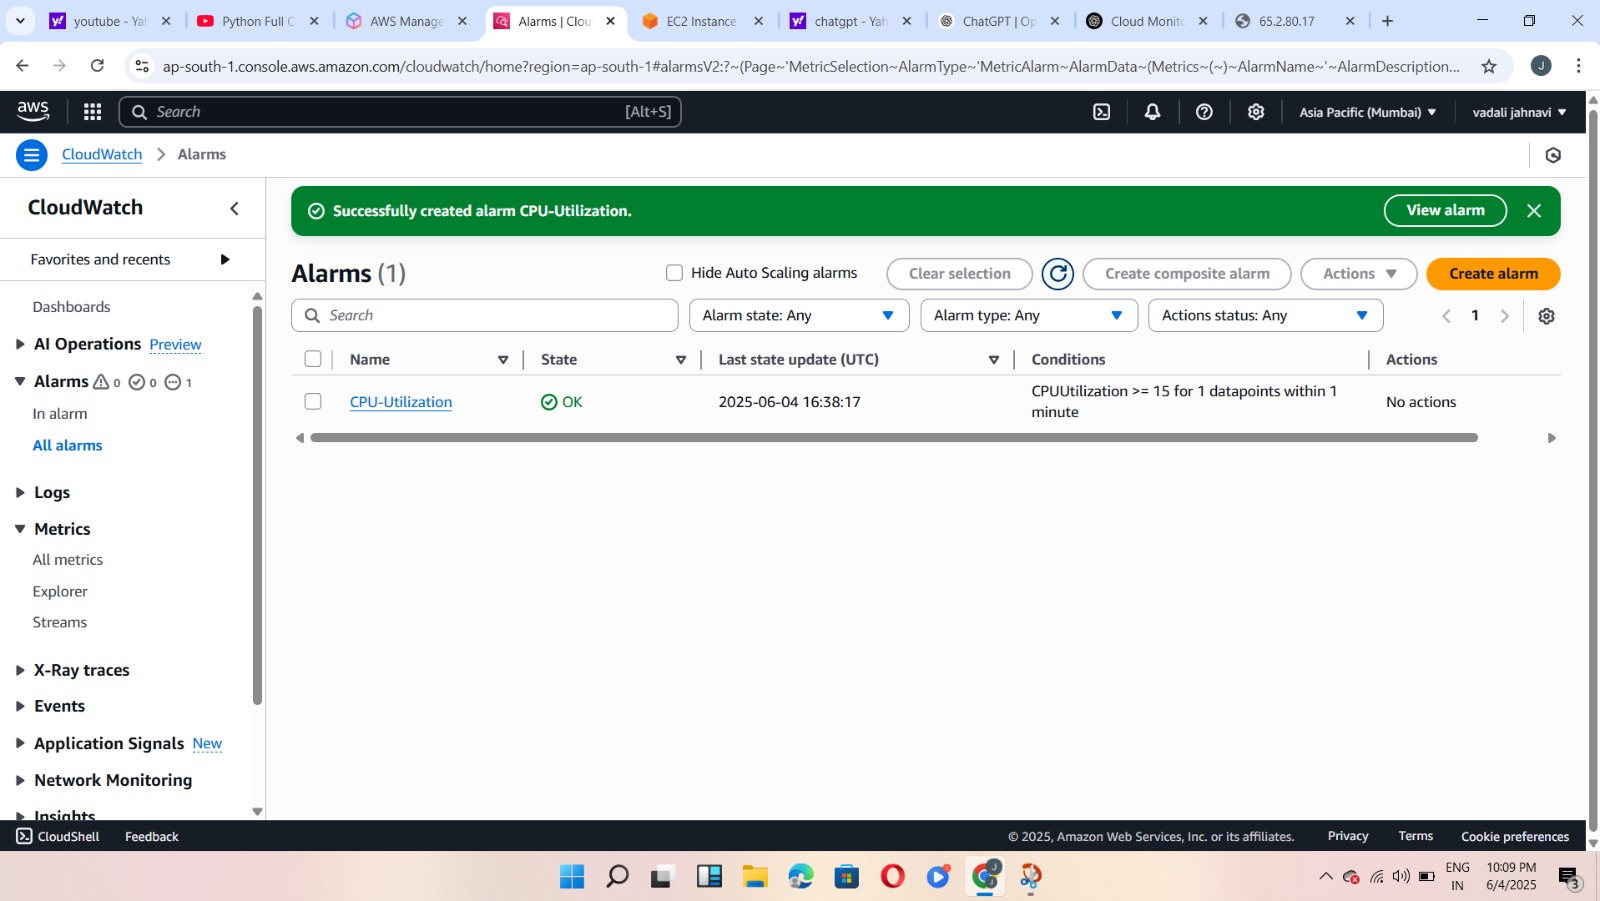 youtube - Yah
Python Full C
AWS Manage
Alarms | Clou
EC2 Instance
chatgpt - Yah
ChatGPT | Op
Cloud Monito
65.2.80.17
ap-south-1.console.aws.amazon.com/cloudwatch/home?region=ap-south-1#alarmsV2:?~(Page~'MetricSelection~AlarmType~'MetricAlarm~AlarmData~(Metrics~(~)~AlarmName~'~AlarmDescription...
J
aws
Search [Alt+S]
Asia Pacific (Mumbai)
vadali jahnavi
CloudWatch > Alarms
CloudWatch
Favorites and recents
Dashboards
AI Operations Preview
Alarms 0 0 1
In alarm
All alarms
Logs
Metrics
All metrics
Explorer
Streams
X-Ray traces
Events
Application Signals New
Network Monitoring
Insights
Successfully created alarm CPU-Utilization.
View alarm
Alarms (1)
Hide Auto Scaling alarms
Clear selection
Create composite alarm
Actions
Create alarm
Search
Alarm state: Any
Alarm type: Any
Actions status: Any
1
Name State Last state update (UTC) Conditions Actions
CPU-Utilization OK 2025-06-04 16:38:17 CPUUtilization >= 15 for 1 datapoints within 1
minute
No actions
CloudShell Feedback
© 2025, Amazon Web Services, Inc. or its affiliates. Privacy Terms Cookie preferences
ENG
IN
10:09 PM
6/4/2025
3